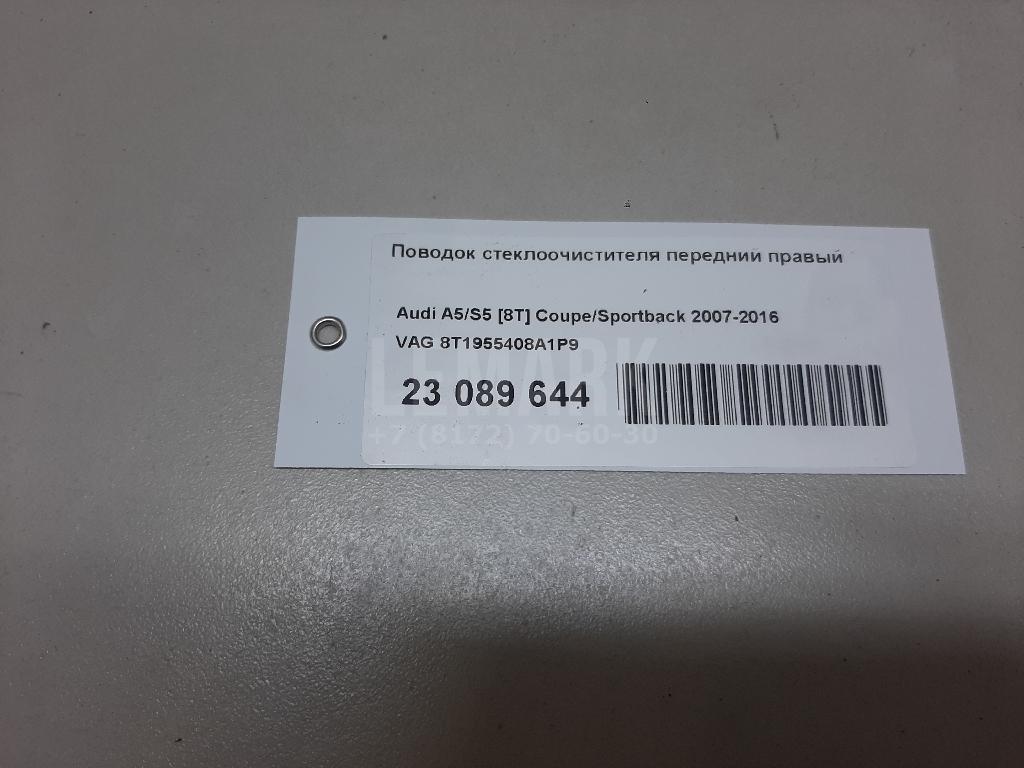 Поводок стеклоочистителя передний правый
Audi A5/S5 [8T] Coupe/Sportback 2007-2016
VAG 8T1955408A1P9
LEMARK
23 089 644
+7 (8172) 70-60-30